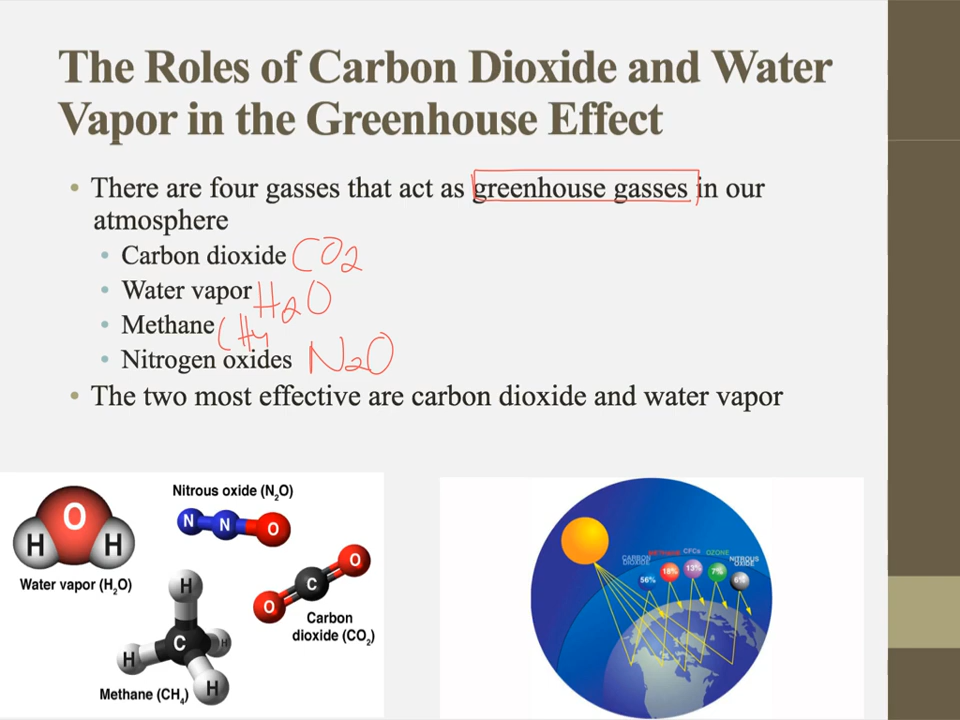 The Roles of Carbon Dioxide and Water
Vapor in the Greenhouse Effect
• There are four gasses that act as greenhouse gasses in our
atmosphere
• Carbon dioxide CO2
• Water vapor H2O
• Methane CH4
• Nitrogen oxides N2O
• The two most effective are carbon dioxide and water vapor
Nitrous oxide (N₂O)
N N O
O
H H
Water vapor (H₂O)
O
C
O
Carbon
dioxide (CO₂)
H
C
H
H
H
Methane (CH₄)
CARBON
DIOXIDE
METHANE
CFCs
OZONE
NITROUS
OXIDE
56%
18%
13%
7%
6%